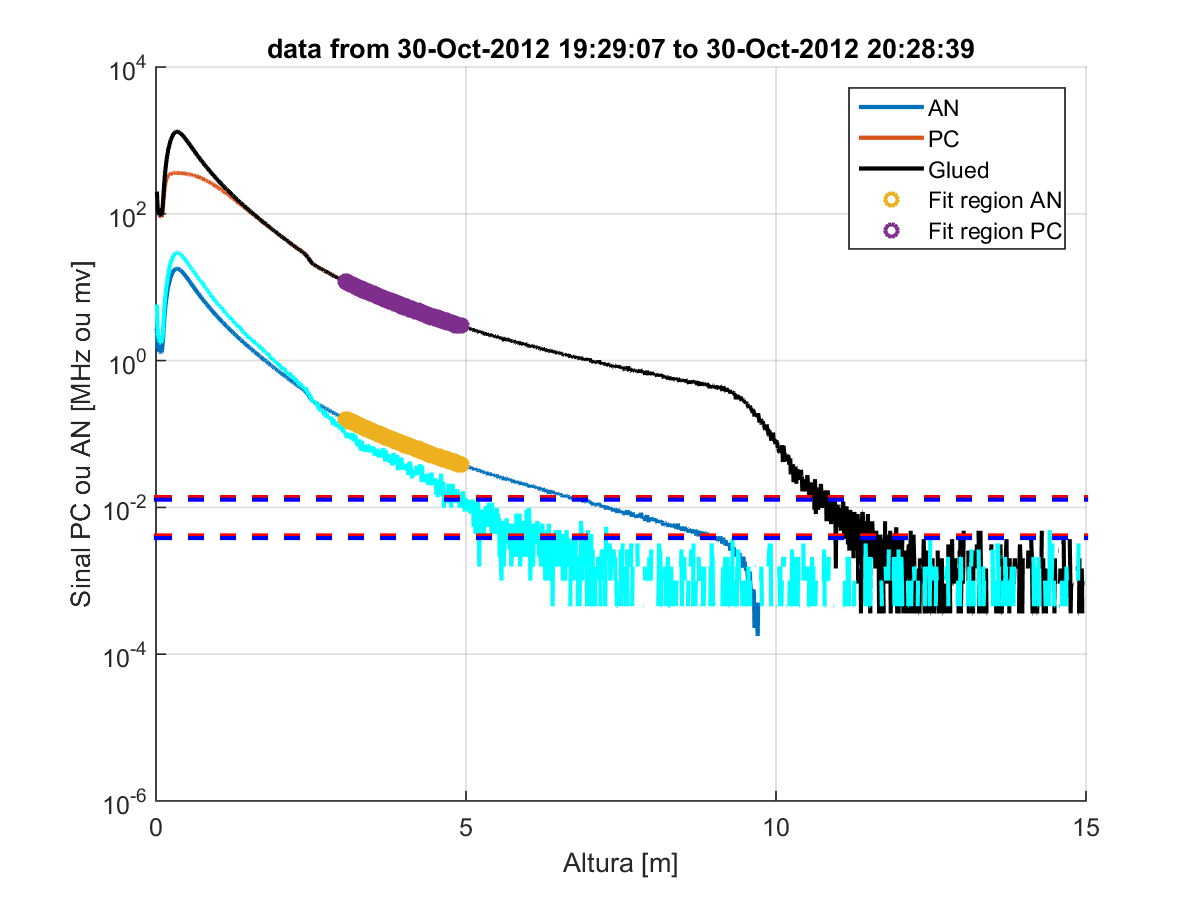 data from 30-Oct-2012 19:29:07 to 30-Oct-2012 20:28:39
AN
PC
Glued
Fit region AN
Fit region PC
Sinal PC ou AN [MHz ou mv]
10^4
10^2
10^0
10^-2
10^-4
10^-6
0 5 10 15
Altura [m]